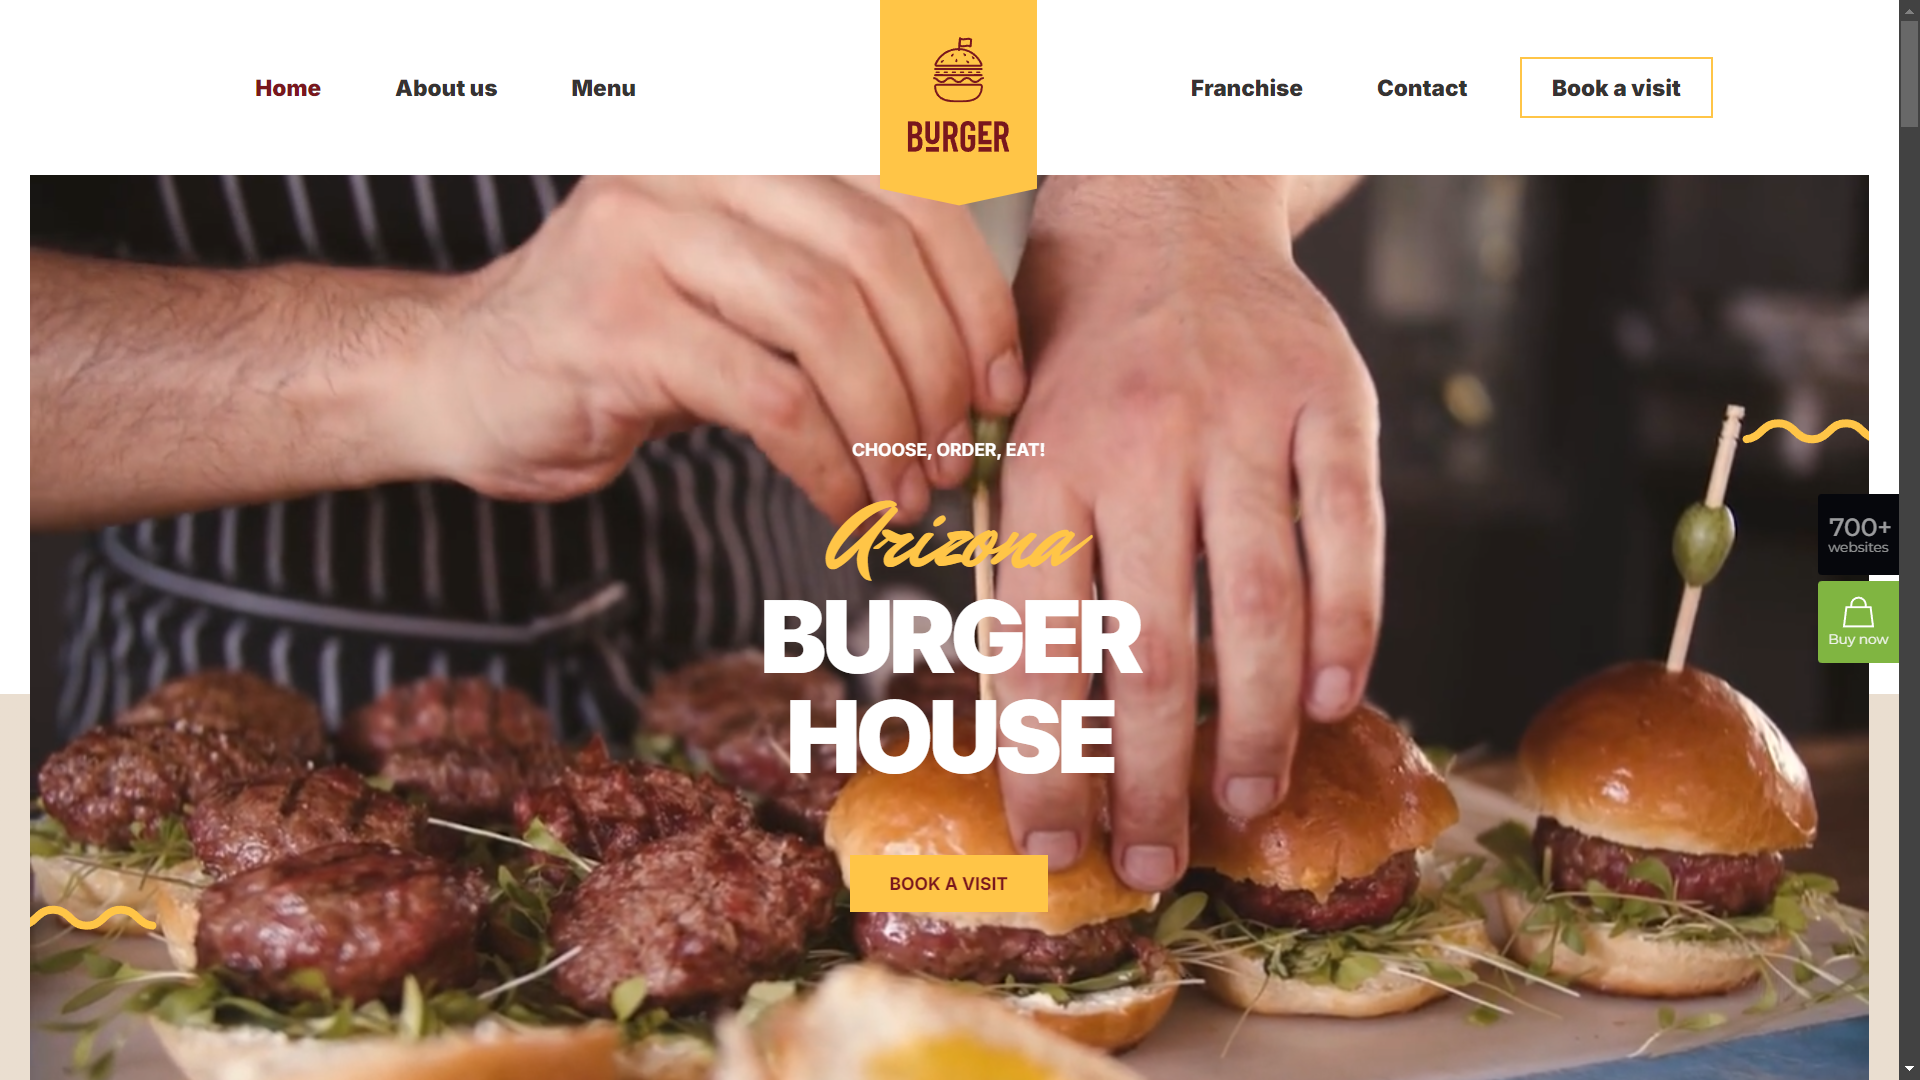 Home
About us
Menu
BURGER
Franchise
Contact
Book a visit
CHOOSE, ORDER, EAT!
Arizona
BURGER
HOUSE
BOOK A VISIT
700+
websites
Buy now